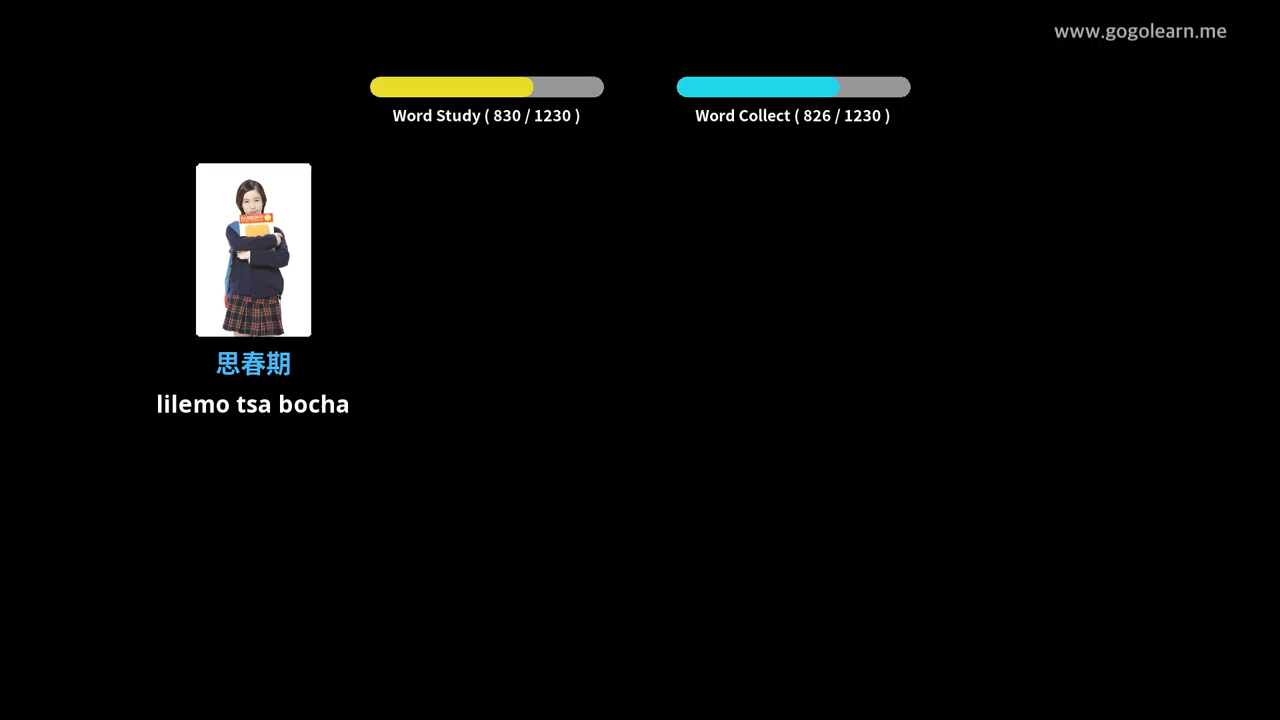 www.gogolearn.me
Word Study ( 830 / 1230 )
Word Collect ( 826 / 1230 )
思春期
lilemo tsa bocha